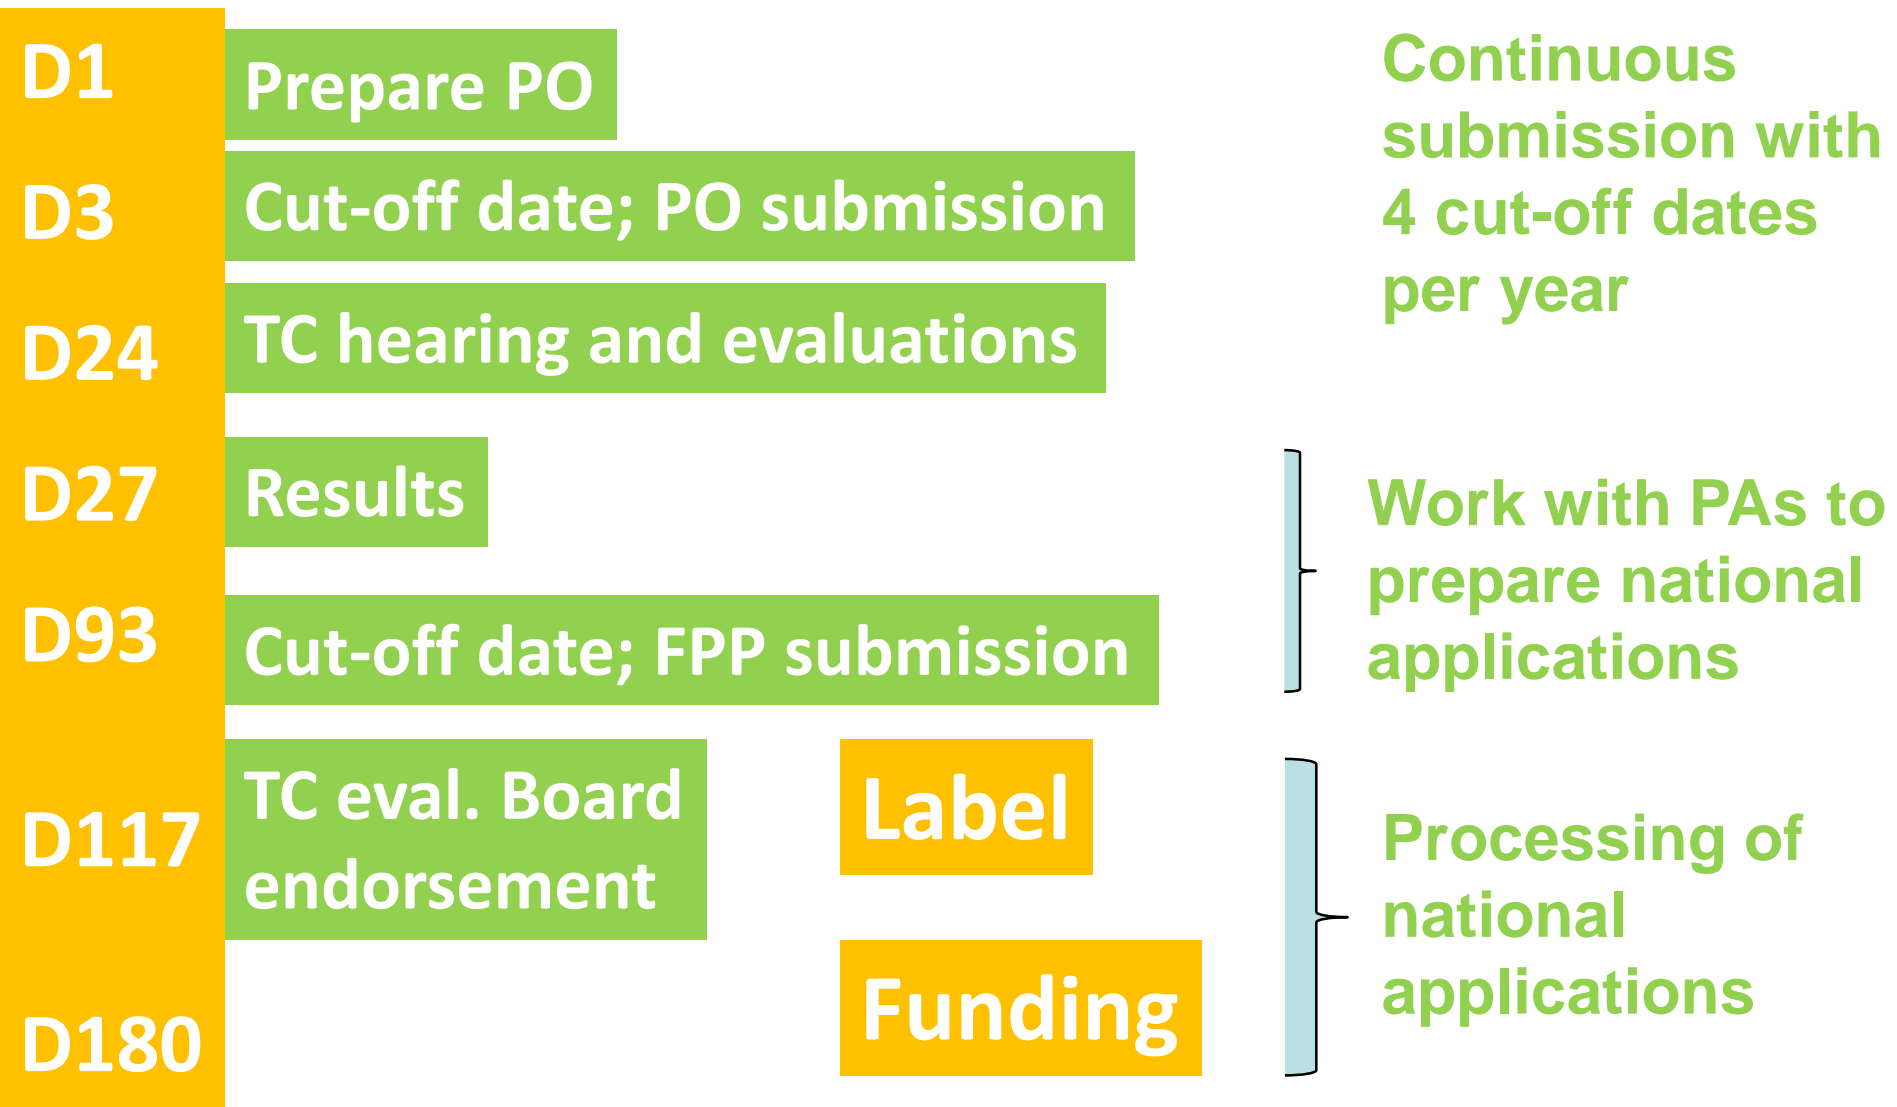 D1
Prepare PO
D3
Cut-off date; PO submission
D24
TC hearing and evaluations
D27
Results
D93
Cut-off date; FPP submission
D117
TC eval. Board
endorsement
Label
D180
Funding
Continuous
submission with
4 cut-off dates
per year
Work with PAs to
prepare national
applications
Processing of
national
applications